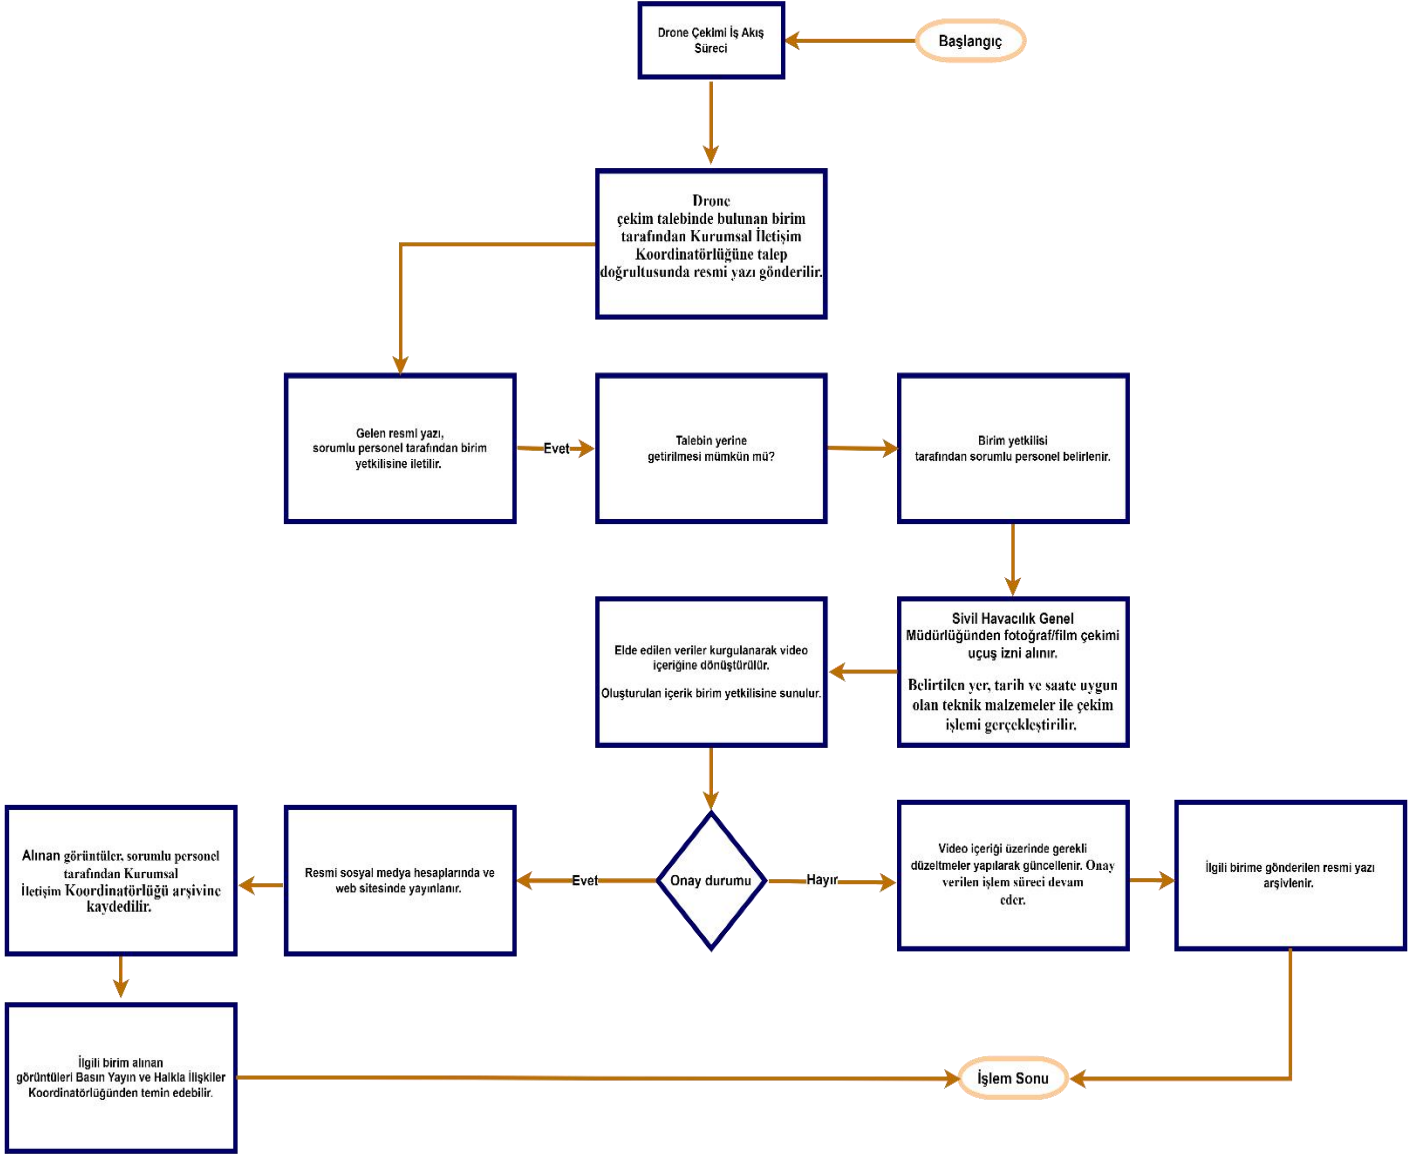 Drone Çekimi İş Akış
Süreci
Başlangıç
Drone
çekim talebinde bulunan birim
tarafından Kurumsal İletişim
Koordinatörlüğüne talep
doğrultusunda resmi yazı gönderilir.
Gelen resmi yazı,
sorumlu personel tarafından birim
yetkilisine iletilir.
Evet
Talebin yerine
getirilmesi mümkün mü?
Birim yetkilisi
tarafından sorumlu personel belirlenir.
Sivil Havacılık Genel
Müdürlüğünden fotoğraf/film çekimi
uçuş izni alınır.
Belirtilen yer, tarih ve saate uygun
olan teknik malzemeler ile çekim
işlemi gerçekleştirilir.
Elde edilen veriler kurgulanarak video
içeriğine dönüştürülür.
Oluşturulan içerik birim yetkilisine sunulur.
Onay durumu
Evet
Hayır
Resmi sosyal medya hesaplarında ve
web sitesinde yayınlanır.
Alınan görüntüler, sorumlu personel
tarafından Kurumsal
İletişim Koordinatörlüğü arşivine
kaydedilir.
Video içeriği üzerinde gerekli
düzeltmeler yapılarak güncellenir. Onay
verilen işlem süreci devam
eder.
İlgili birime gönderilen resmi yazı
arşivlenir.
İlgili birim alınan
görüntüleri Basın Yayın ve Halkla İlişkiler
Koordinatörlüğünden temin edebilir.
İşlem Sonu